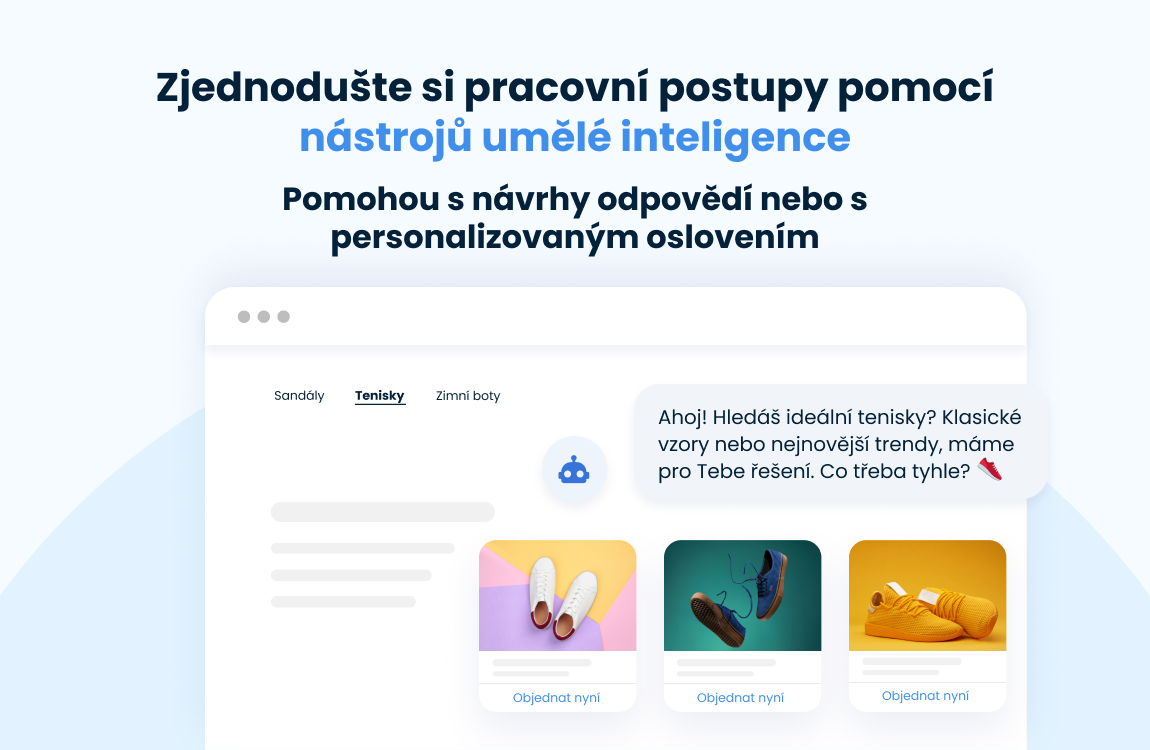 Zjednodušte si pracovní postupy pomocí
nástrojů umělé inteligence
Pomohou s návrhy odpovědí nebo s
personalizovaným oslovením
Sandály Tenisky Zimní boty
Ahoj! Hledáš ideální tenisky? Klasické
vzory nebo nejnovější trendy, máme
pro Tebe řešení. Co třeba tyhle? 👟
Objednat nyní Objednat nyní Objednat nyní